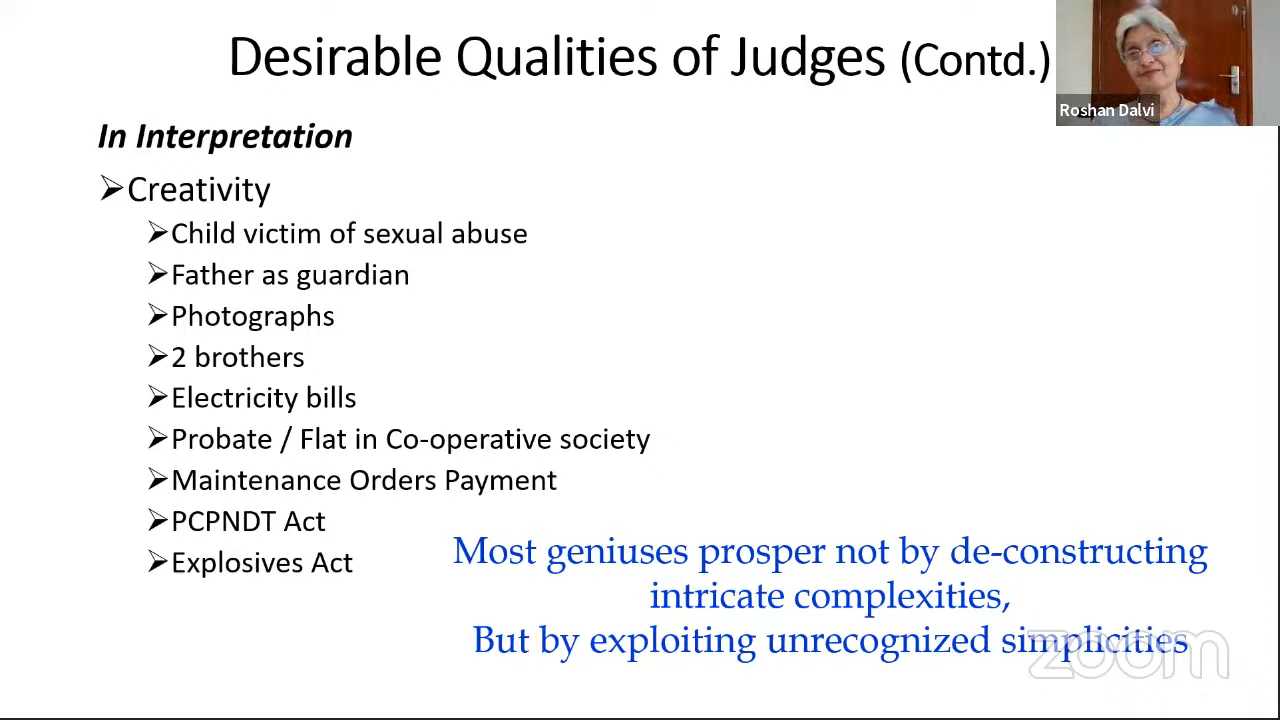 Desirable Qualities of Judges (Contd.)
Roshan Dalvi
In Interpretation
➢Creativity
➢Child victim of sexual abuse
➢Father as guardian
➢Photographs
➢2 brothers
➢Electricity bills
➢Probate / Flat in Co-operative society
➢Maintenance Orders Payment
➢PCPNDT Act
➢Explosives Act
Most geniuses prosper not by de-constructing
intricate complexities,
But by exploiting unrecognized simplicities
zoom